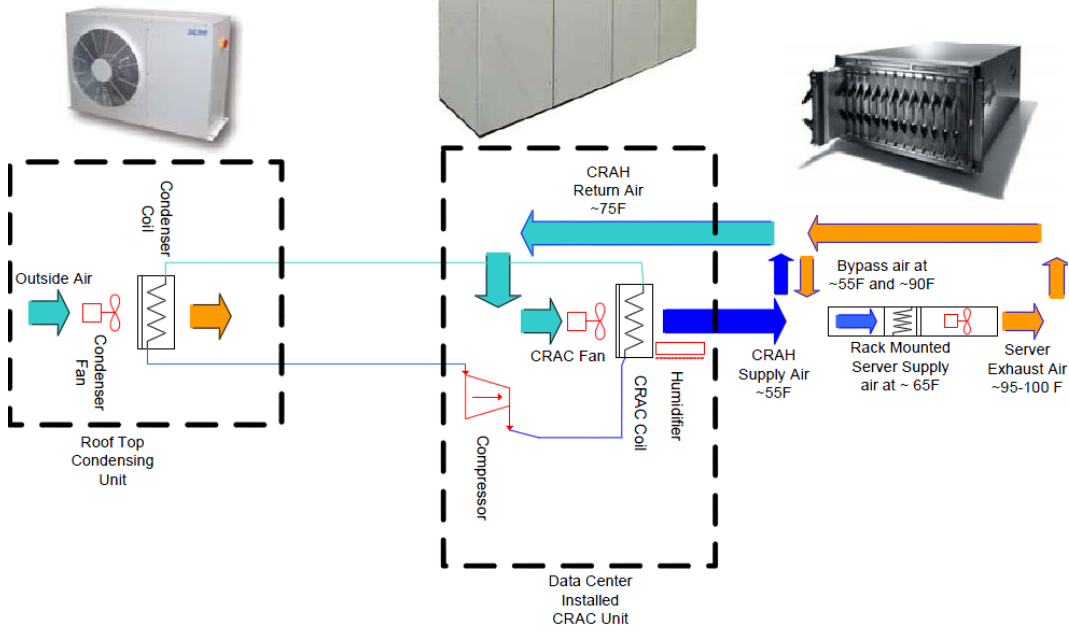 CRAH
Return Air
~75F
Condenser
Coil
Outside Air
Condenser
Fan
Bypass air at
~55F and ~90F
CRAC Fan
CRAC Coil
Humidifier
CRAH
Supply Air
~55F
Rack Mounted
Server Supply
air at ~ 65F
Server
Exhaust Air
~95-100 F
Compressor
Roof Top
Condensing
Unit
Data Center
Installed
CRAC Unit